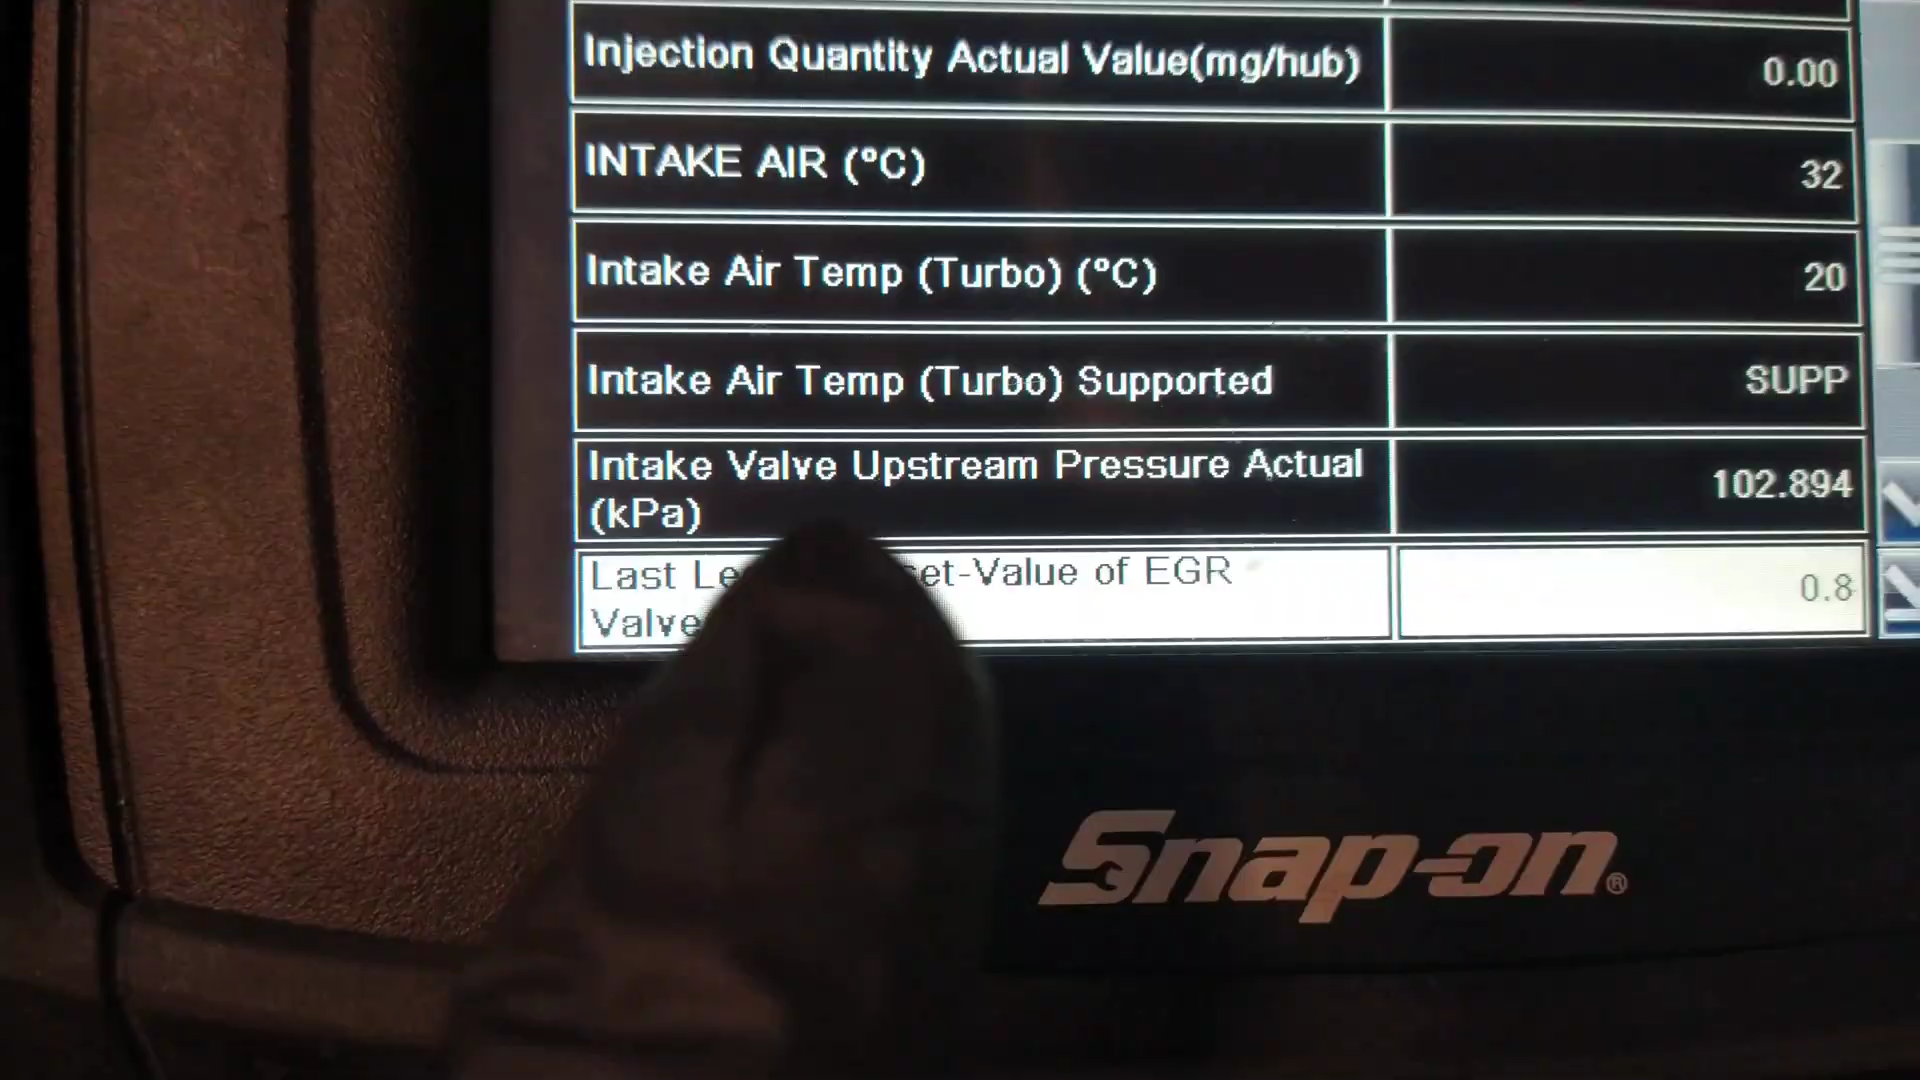 Injection Quantity Actual Value(mg/hub) 0.00
INTAKE AIR (°C) 32
Intake Air Temp (Turbo) (°C) 20
Intake Air Temp (Turbo) Supported SUPP
Intake Valve Upstream Pressure Actual
(kPa) 102.894
Last et-Value of EGR
Valve 0.8
Snap-on®